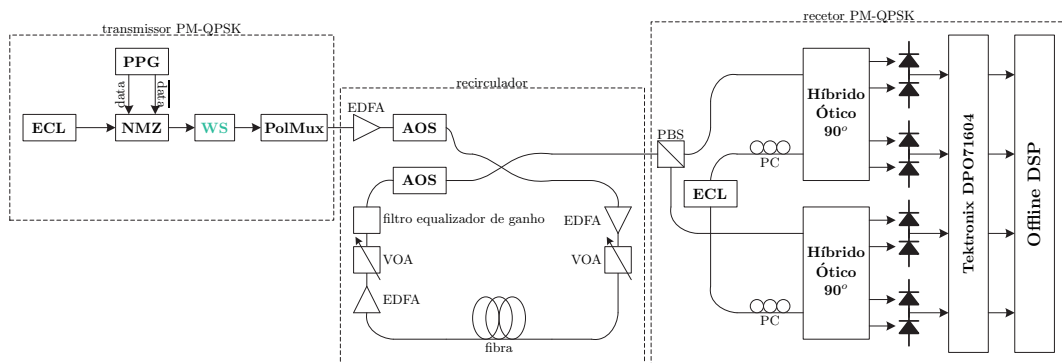 transmissor PM-QPSK
PPG
data
data
ECL
NMZ
WS
PolMux
recirculador
EDFA
AOS
AOS
filtro equalizador de ganho
VOA
EDFA
fibra
EDFA
VOA
recetor PM-QPSK
PBS
PC
ECL
PC
Híbrido
Ótico
90º
Híbrido
Ótico
90º
Tektronix DPO71604
Offline DSP